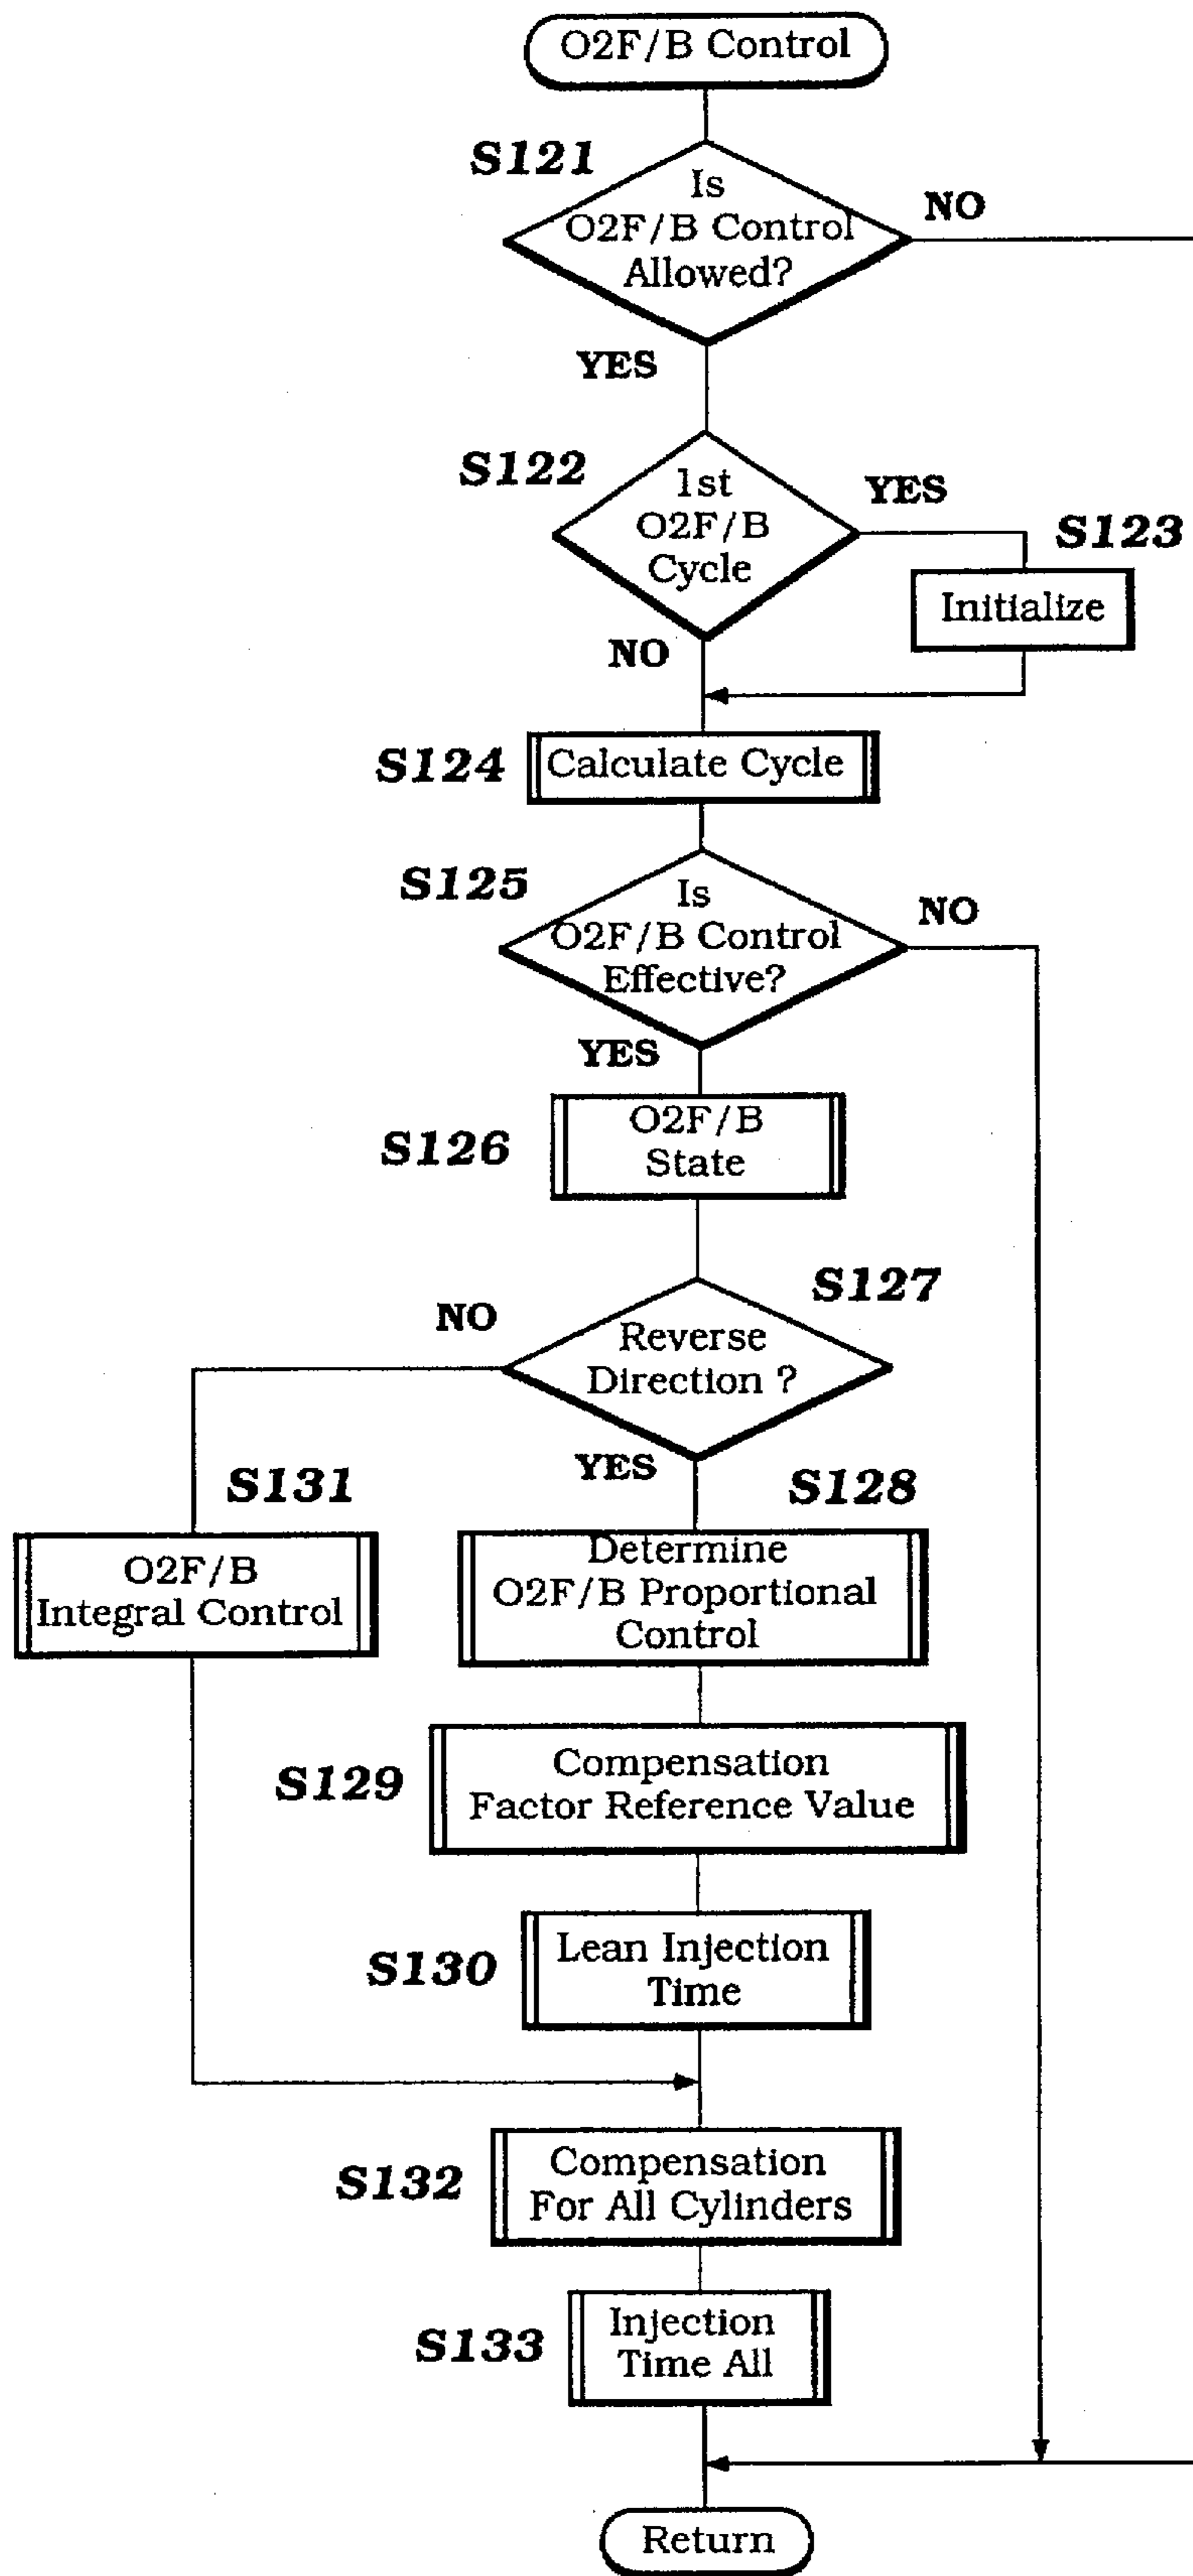 O2F/B Control
S121
Is
O2F/B Control
Allowed?
NO
YES
S122
1st
O2F/B
Cycle
YES
S123
Initialize
NO
S124
Calculate Cycle
S125
Is
O2F/B Control
Effective?
NO
YES
S126
O2F/B
State
S127
NO
Reverse
Direction ?
YES
S131
O2F/B
Integral Control
S128
Determine
O2F/B Proportional
Control
S129
Compensation
Factor Reference Value
S130
Lean Injection
Time
S132
Compensation
For All Cylinders
S133
Injection
Time All
Return